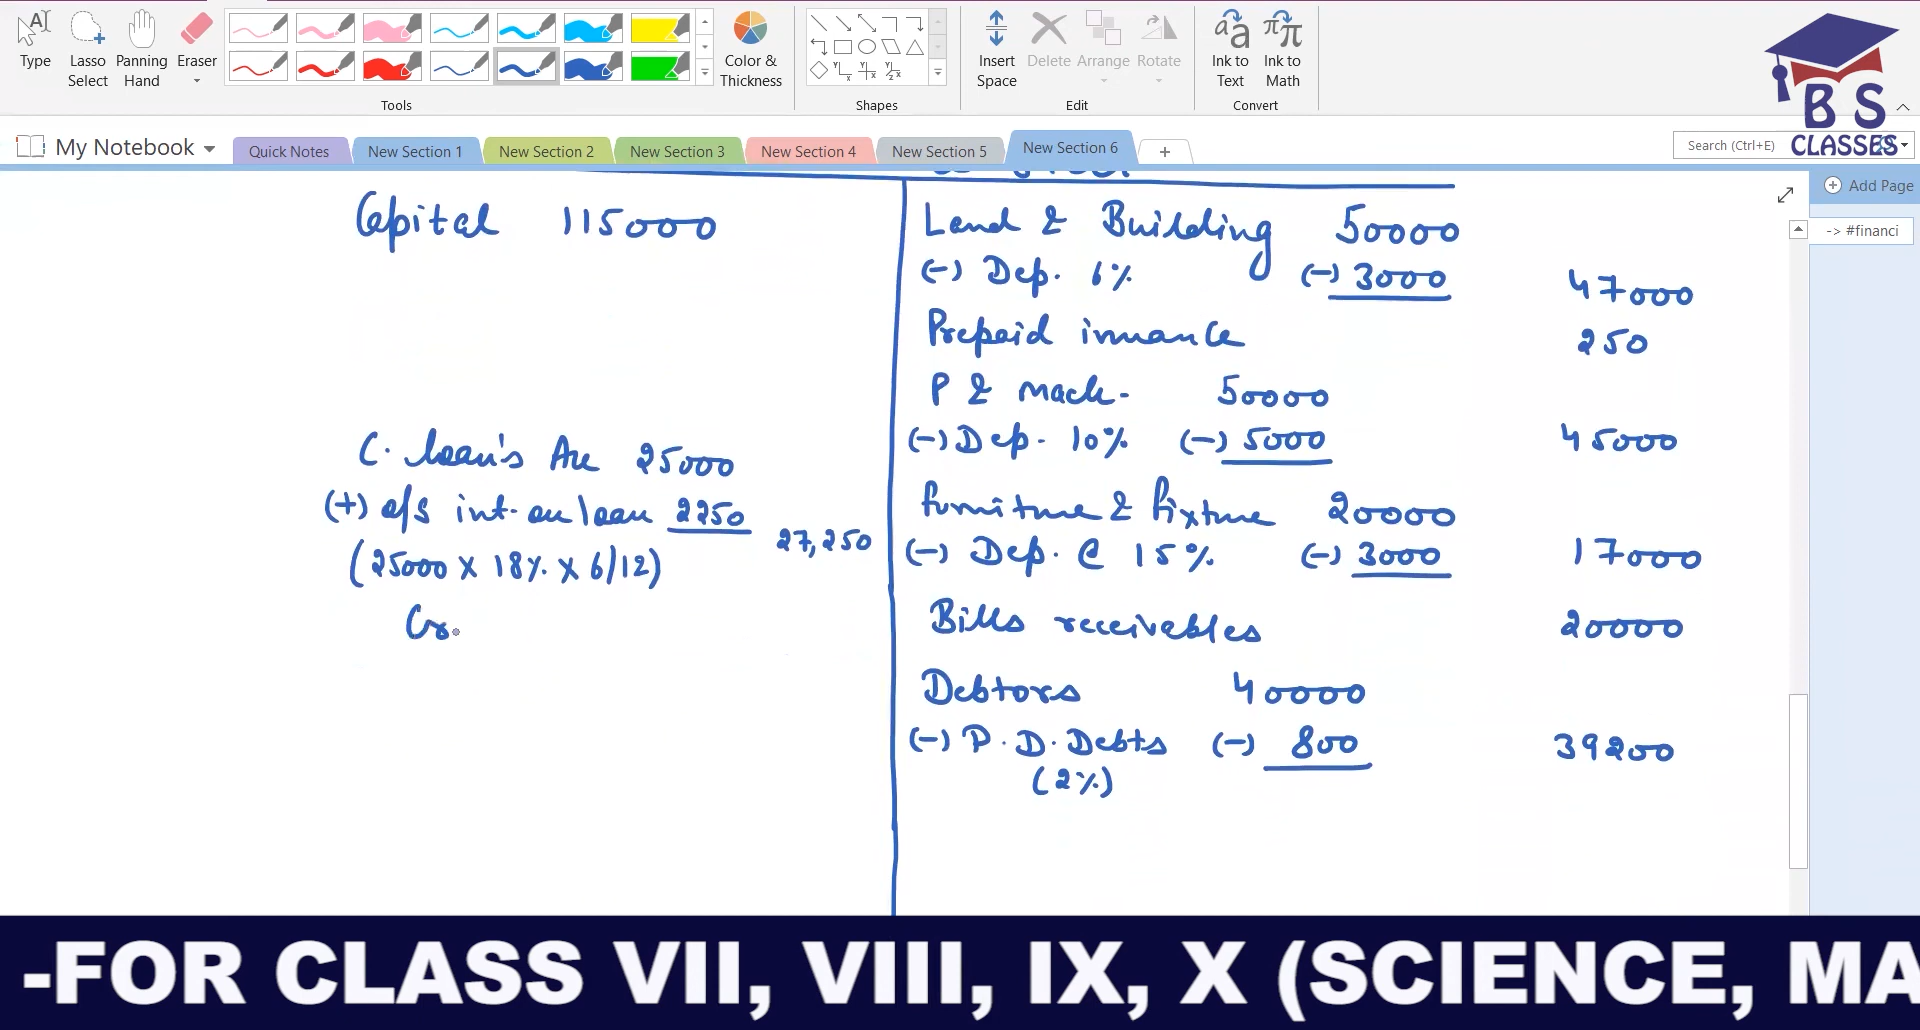 Type
Lasso Select
Panning Hand
Eraser
Color & Thickness
Insert Space
Delete
Arrange
Rotate
Ink to Text
Ink to Math
Tools
Shapes
Edit
Convert
BS
CLASSES
My Notebook
Quick Notes
New Section 1
New Section 2
New Section 3
New Section 4
New Section 5
New Section 6
Search (Ctrl+E)
Add Page
-> #financi
Capital 115000
C. loan's A/c 25000
(+) o/s int. on loan 2250 27,250
(25000 x 18% x 6/12)
Cr.
Land & Building 50000
(-) Dep. 6% (-) 3000 47000
Prepaid 250
P & Mach. 50000
(-) Dep. 10% (-) 5000 45000
furniture & fixture 20000
(-) Dep. @ 15% (-) 3000 17000
Bills receivables 20000
Debtors 40000
(-) P.D.Debts (-) 800 39200
(2%)
-FOR CLASS VII, VIII, IX, X (SCIENCE, MA